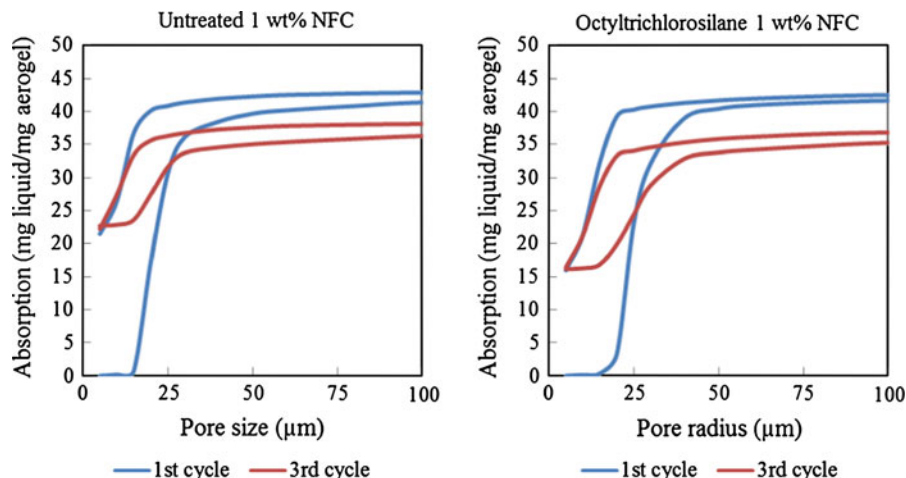 Untreated 1 wt% NFC
Absorption (mg liquid/mg aerogel)
50
45
40
35
30
25
20
15
10
5
0
0 25 50 75 100
Pore size (µm)
1st cycle 3rd cycle
Octyltrichlorosilane 1 wt% NFC
Absorption (mg liquid/mg aerogel)
50
45
40
35
30
25
20
15
10
5
0
0 25 50 75 100
Pore radius (µm)
1st cycle 3rd cycle